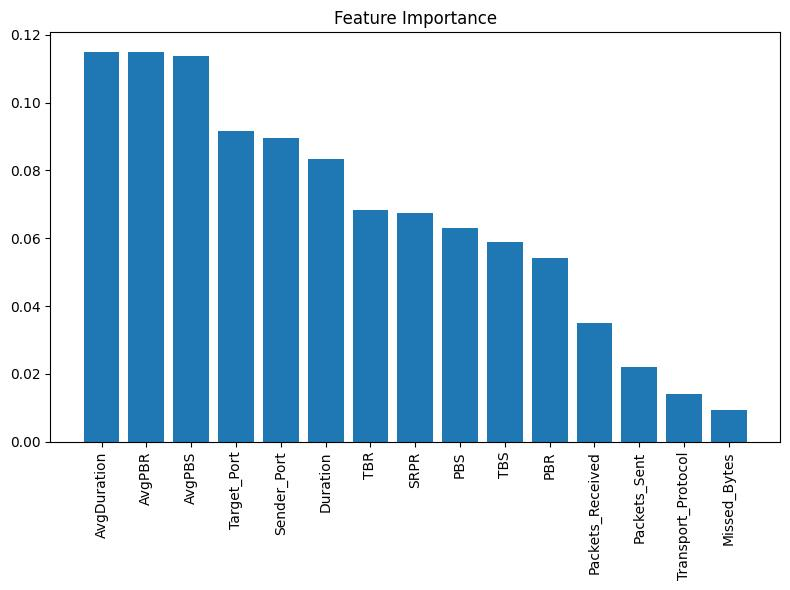 Feature Importance
0.12
0.10
0.08
0.06
0.04
0.02
0.00
AvgDuration
AvgPBR
AvgPBS
Target_Port
Sender_Port
Duration
TBR
SRPR
PBS
TBS
PBR
Packets_Received
Packets_Sent
Transport_Protocol
Missed_Bytes